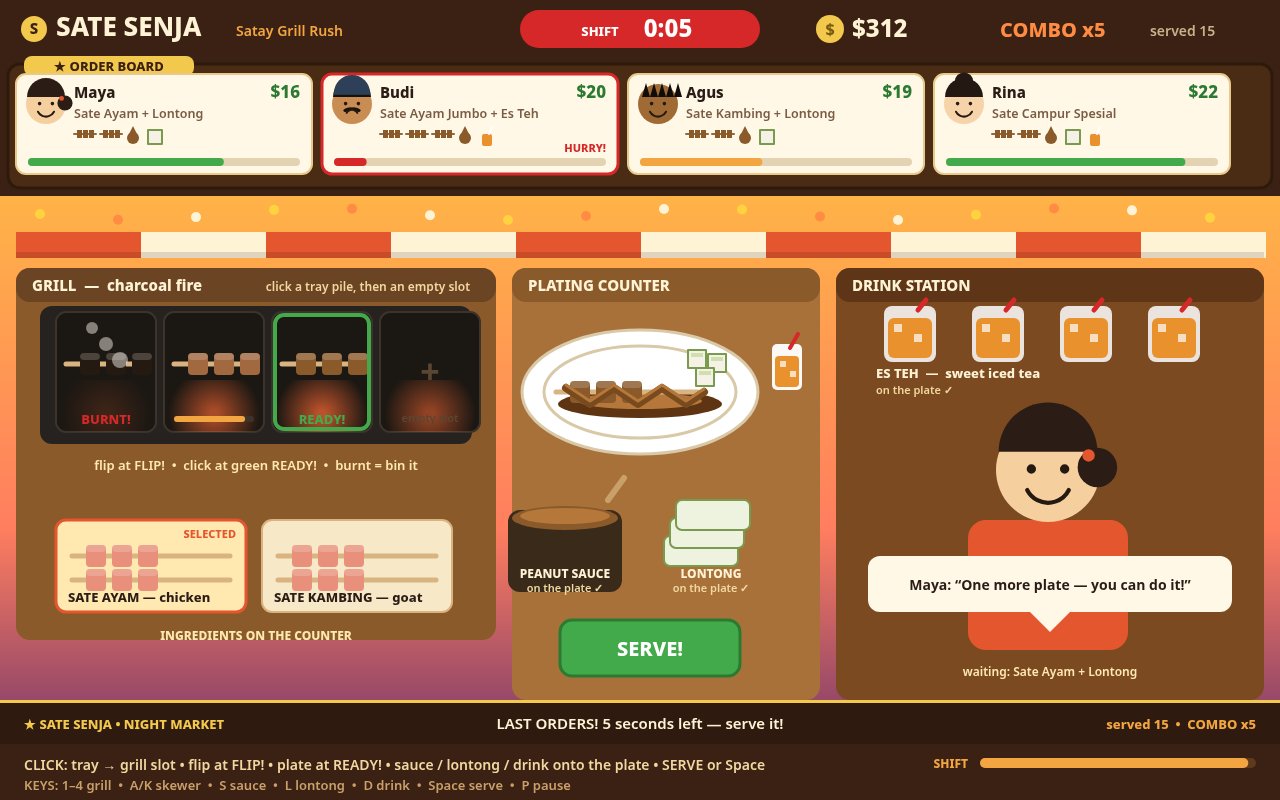 S SATE SENJA Satay Grill Rush SHIFT 0:05 $ $312 COMBO x5 served 15
★ ORDER BOARD
Maya $16
Sate Ayam + Lontong
Budi $20
Sate Ayam Jumbo + Es Teh
HURRY!
Agus $19
Sate Kambing + Lontong
Rina $22
Sate Campur Spesial
GRILL — charcoal fire click a tray pile, then an empty slot
BURNT!
READY!
+
empty slot
flip at FLIP! • click at green READY! • burnt = bin it
SELECTED
SATE AYAM — chicken
SATE KAMBING — goat
INGREDIENTS ON THE COUNTER
PLATING COUNTER
PEANUT SAUCE
on the plate ✓
LONTONG
on the plate ✓
SERVE!
DRINK STATION
ES TEH — sweet iced tea
on the plate ✓
Maya: “One more plate — you can do it!”
waiting: Sate Ayam + Lontong
★ SATE SENJA • NIGHT MARKET LAST ORDERS! 5 seconds left — serve it! served 15 • COMBO x5
CLICK: tray → grill slot • flip at FLIP! • plate at READY! • sauce / lontong / drink onto the plate • SERVE or Space SHIFT
KEYS: 1–4 grill • A/K skewer • S sauce • L lontong • D drink • Space serve • P pause